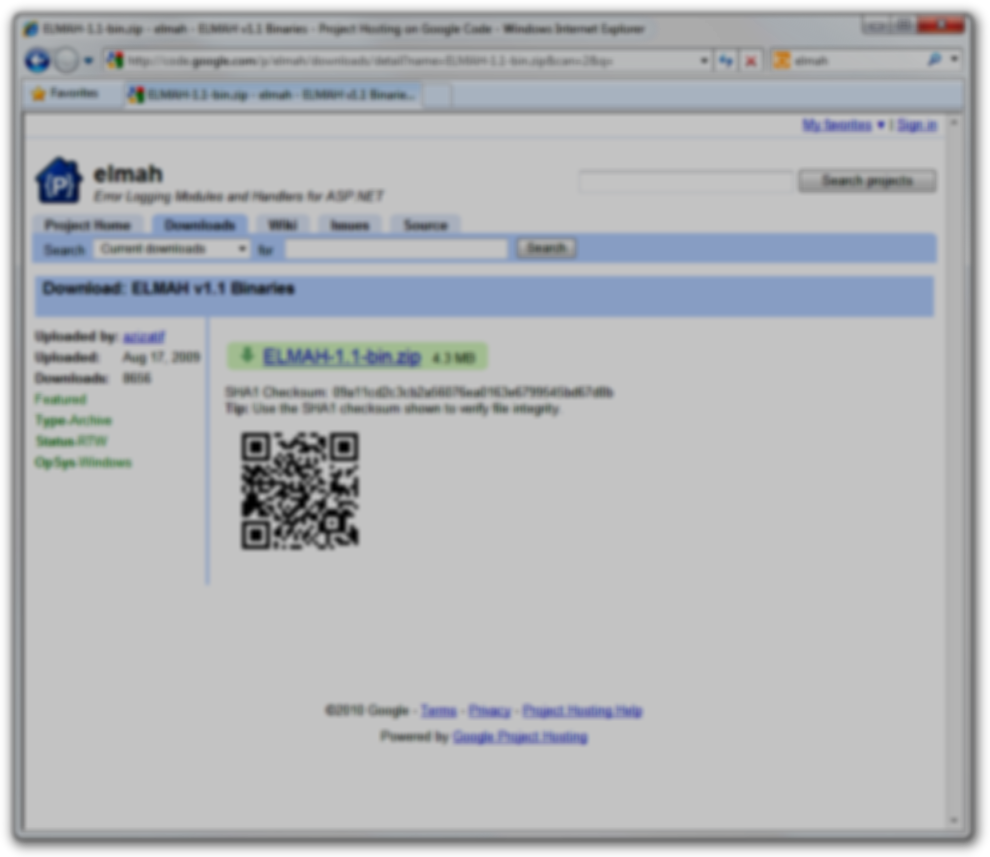 ELMAH-1.1-bin.zip - elmah - ELMAH v1.1 Binaries - Project Hosting on Google Code - Windows Internet Explorer
http://code.google.com/p/elmah/downloads/detail?name=ELMAH-1.1-bin.zip&can=2&q=
elmah
Favorites
ELMAH-1.1-bin.zip - elmah - ELMAH v1.1 Binarie...
My favorites ▼ | Sign in
{P}
elmah
Error Logging Modules and Handlers for ASP.NET
Search projects
Project Home Downloads Wiki Issues Source
Search Current downloads for Search
Download: ELMAH v1.1 Binaries
Uploaded by: azizatif
Uploaded: Aug 17, 2009
Downloads: 8656
Featured
Type-Archive
Status-RTW
OpSys-Windows
ELMAH-1.1-bin.zip 4.3 MB
SHA1 Checksum:
Tip: Use the SHA1 checksum shown to verify file integrity.
©2010 Google - Terms - Privacy - Project Hosting Help
Powered by Google Project Hosting